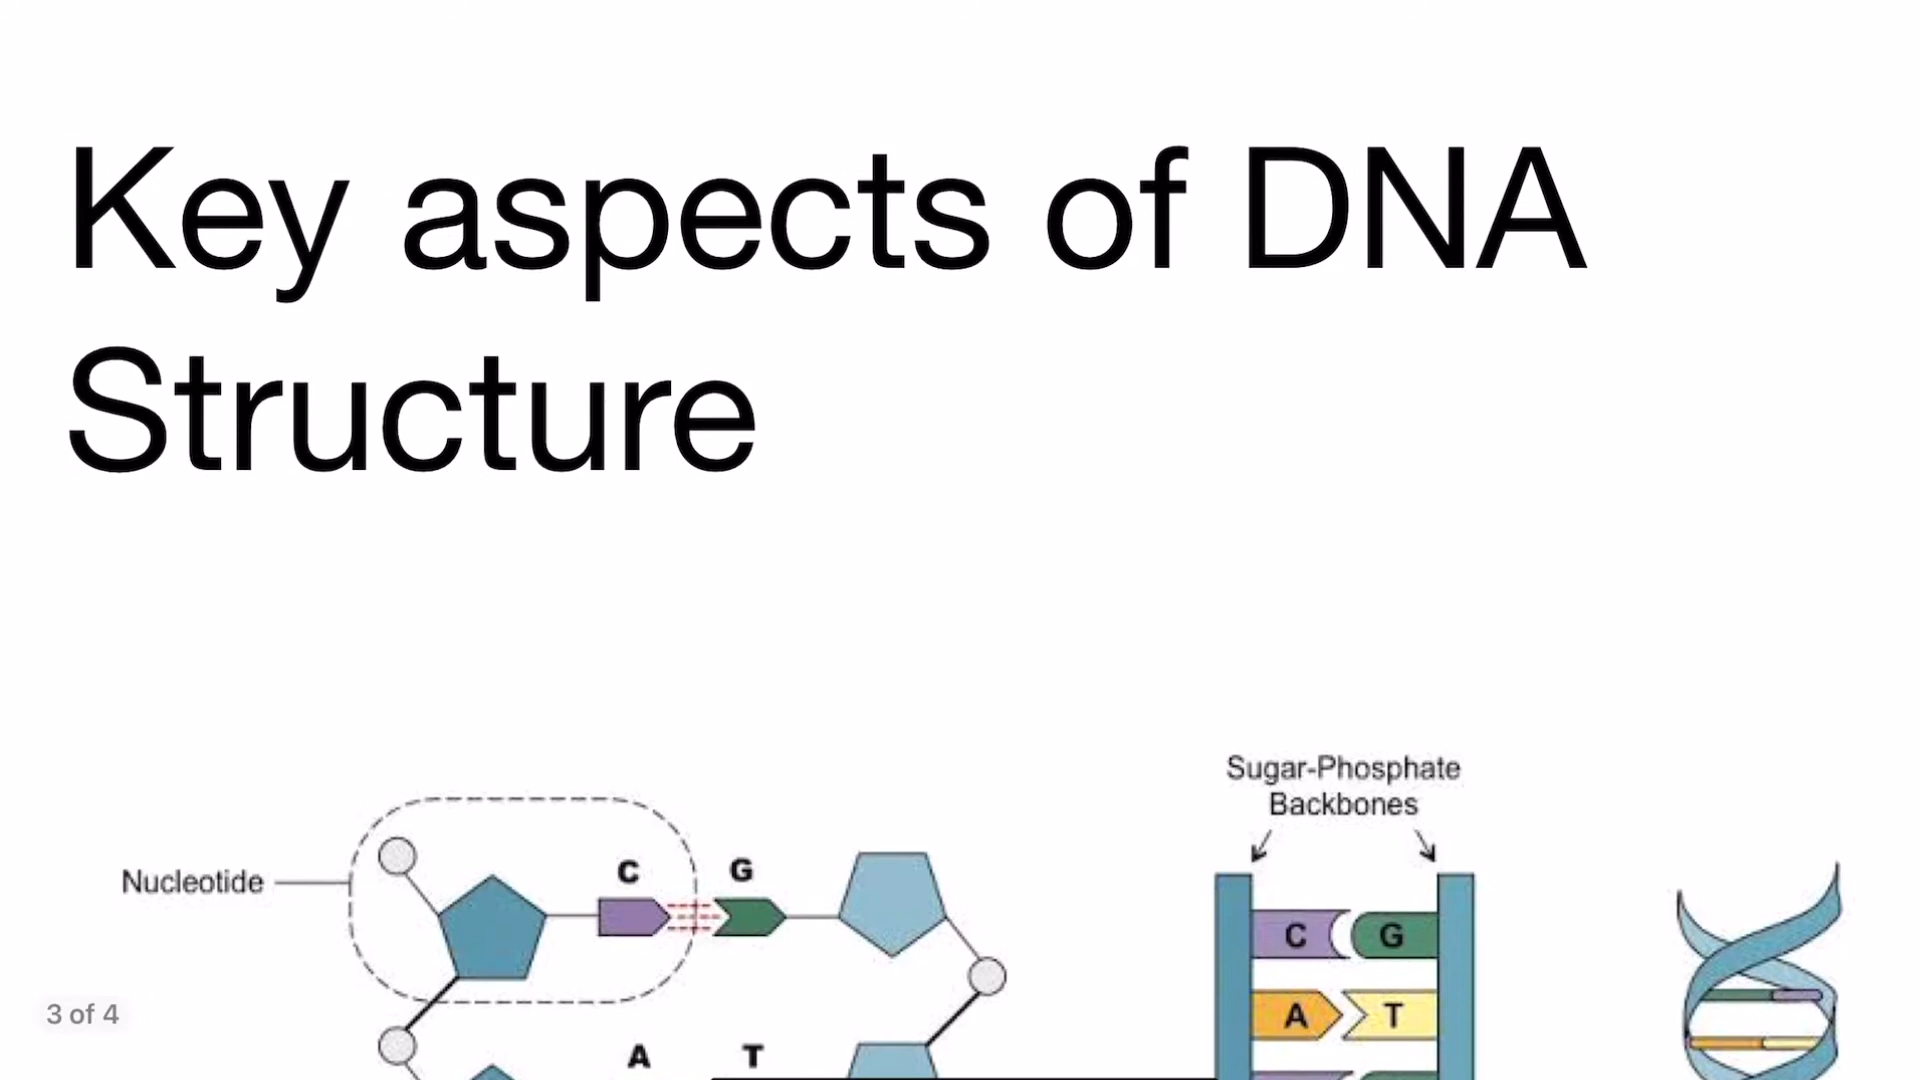 Key aspects of DNA
Structure
Sugar-Phosphate
Backbones
Nucleotide
C G
C G
A T
3 of 4
A T